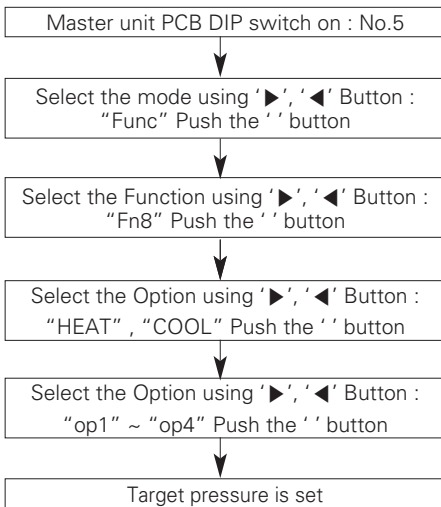 Master unit PCB DIP switch on : No.5
Select the mode using ‘▶’, ‘◀’ Button :
“Func” Push the ‘ ’ button
Select the Function using ‘▶’, ‘◀’ Button :
“Fn8” Push the ‘ ’ button
Select the Option using ‘▶’, ‘◀’ Button :
“HEAT” , “COOL” Push the ‘ ’ button
Select the Option using ‘▶’, ‘◀’ Button :
“op1” ~ “op4” Push the ‘ ’ button
Target pressure is set